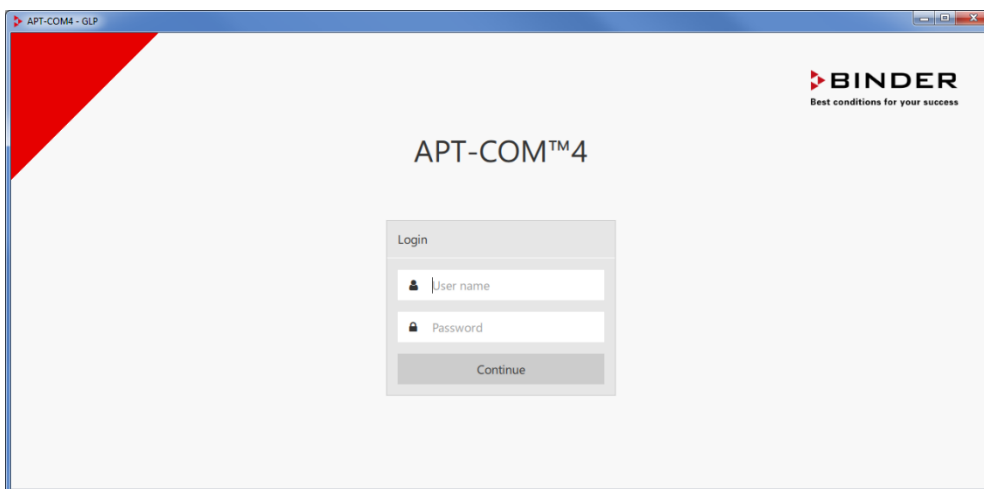 APT-COM4 - GLP
BINDER
Best conditions for your success
APT-COM™4
Login
User name
Password
Continue